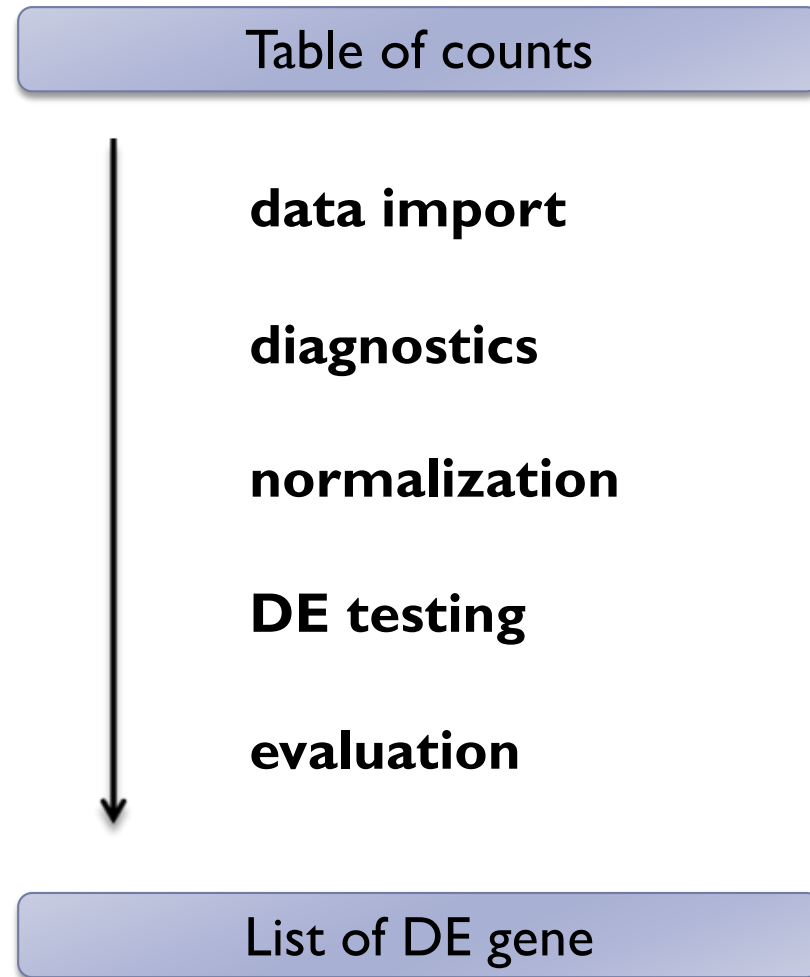 Table of counts
data import
diagnostics
normalization
DE testing
evaluation
List of DE gene